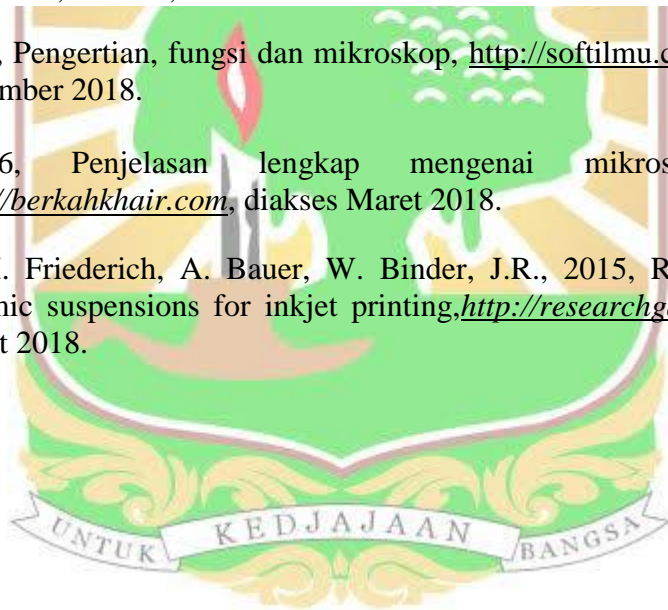 , Pengertian, fungsi dan mikroskop, http://softilmu.c
mber 2018.
6, Penjelasan lengkap mengenai mikros
//berkahkhair.com, diakses Maret 2018.
. Friederich, A. Bauer, W. Binder, J.R., 2015, R
nic suspensions for inkjet printing,http://researchg
t 2018.
UNTUK KEDJAJAAN BANGSA